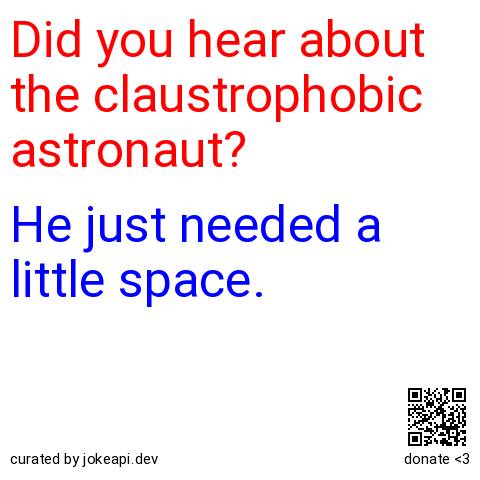 Did you hear about
the claustrophobic
astronaut?
He just needed a
little space.
curated by jokeapi.dev
donate <3